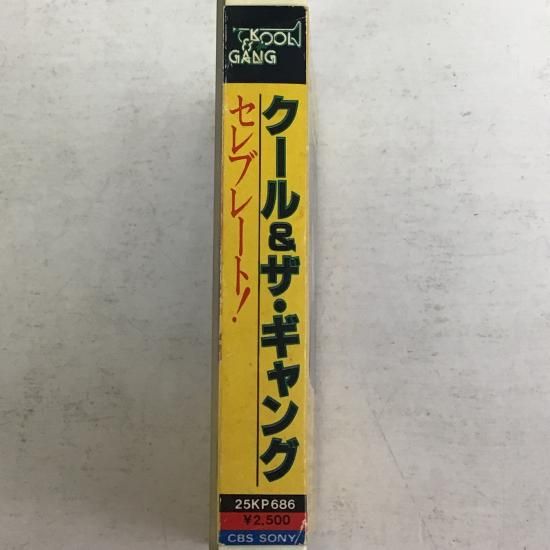 KOOL
& THE
GANG
クール&ザ・ギャング
セレブレート!
25KP686
¥2,500
CBS SONY